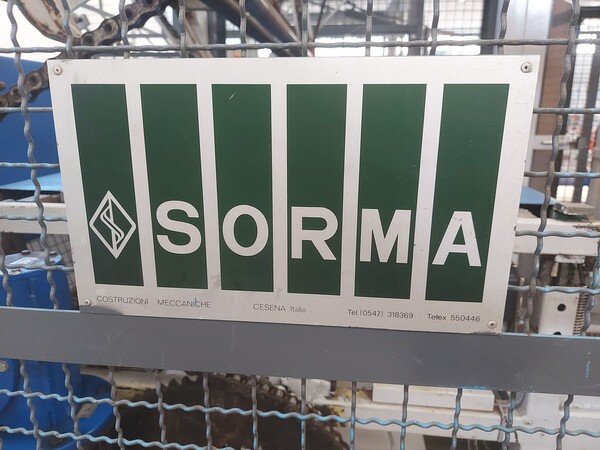 SORMA
COSTRUZIONI MECCANICHE CESENA Italia Tel.(0547) 318369 Telex 550446